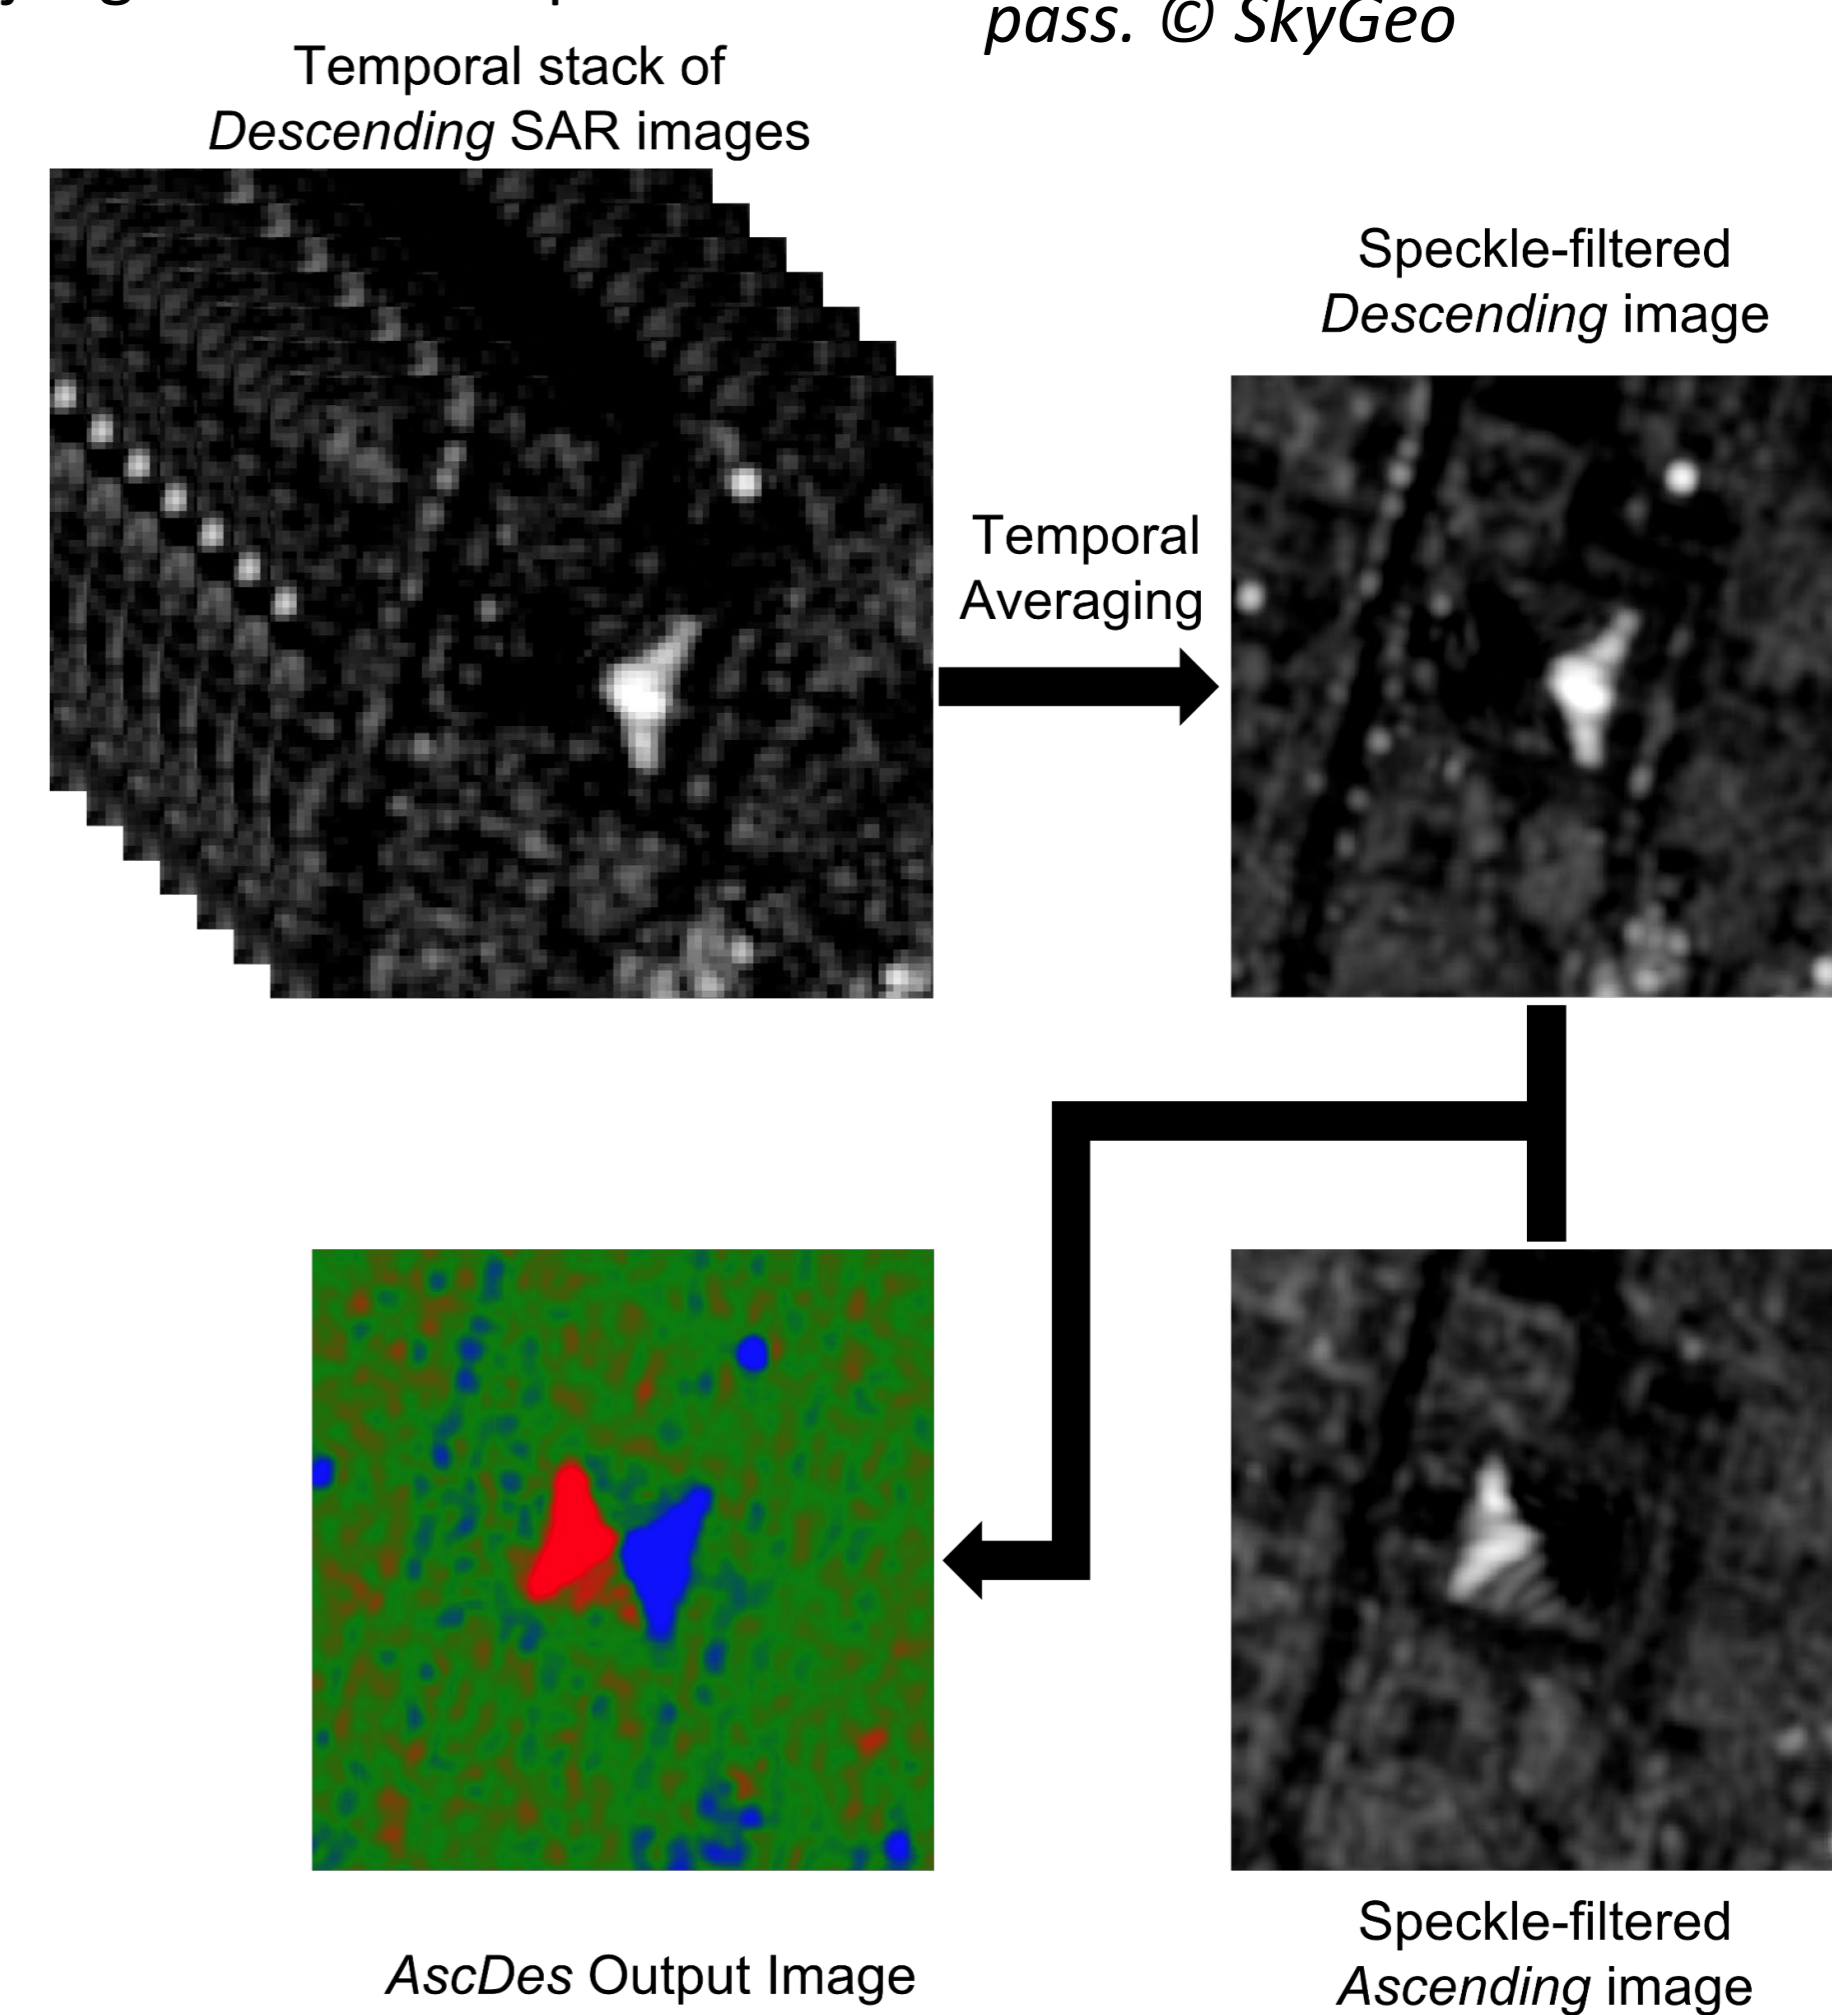 pass. © SkyGeo
Temporal stack of
Descending SAR images
Speckle-filtered
Descending image
Temporal
Averaging
AscDes Output Image
Speckle-filtered
Ascending image